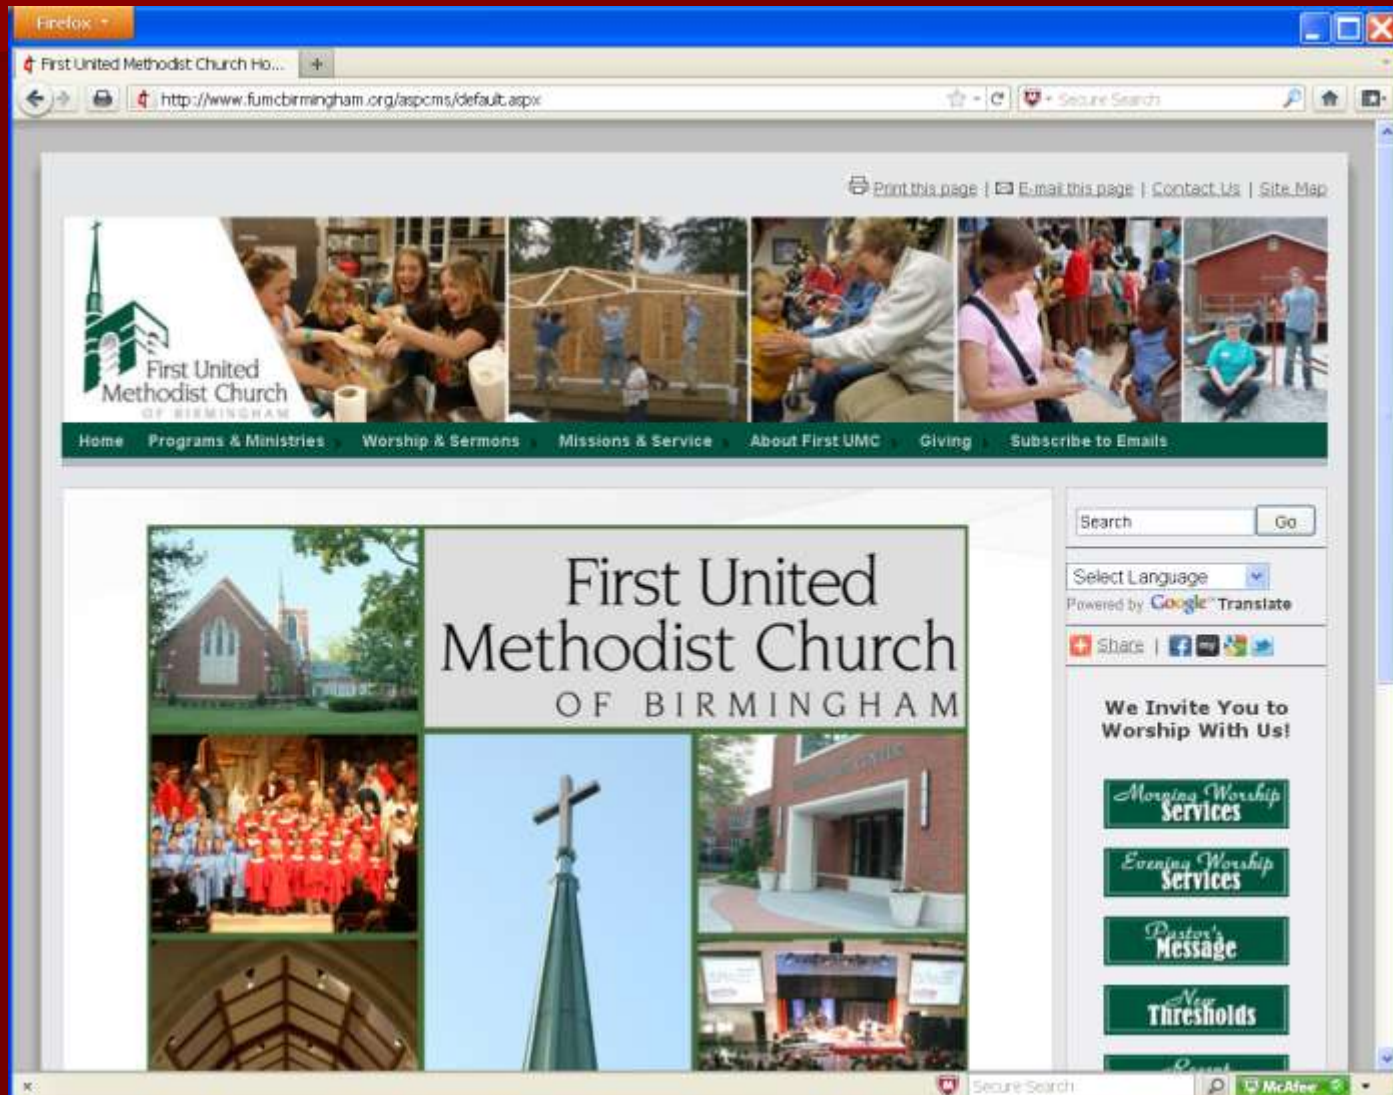 Firefox
First United Methodist Church Ho...
http://www.fumcbirmingham.org/aspcms/default.aspx
Secure Search
Print this page | E-mail this page | Contact Us | Site Map
First United
Methodist Church
OF BIRMINGHAM
Home Programs & Ministries Worship & Sermons Missions & Service About First UMC Giving Subscribe to Emails
First United
Methodist Church
OF BIRMINGHAM
Search Go
Select Language
Powered by Google™ Translate
Share |
We Invite You to
Worship With Us!
Morning Worship
Services
Evening Worship
Services
Pastor's
Message
New
Thresholds
Secure Search McAfee